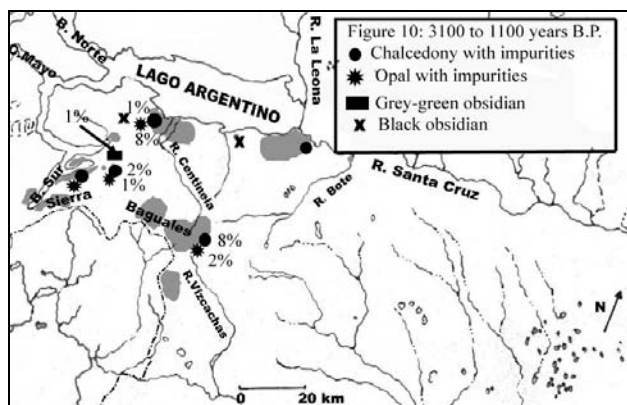 Figure 10: 3100 to 1100 years B.P.
Chalcedony with impurities
Opal with impurities
Grey-green obsidian
Black obsidian
B. Norte
O.Mayo
R. La Leona
LAGO ARGENTINO
1%
1%
8%
R. Centinela
2%
1%
B. Sur
Sierra
Baguales
R. Bote
R. Santa Cruz
8%
2%
R.Vizcachas
N
0 20 km